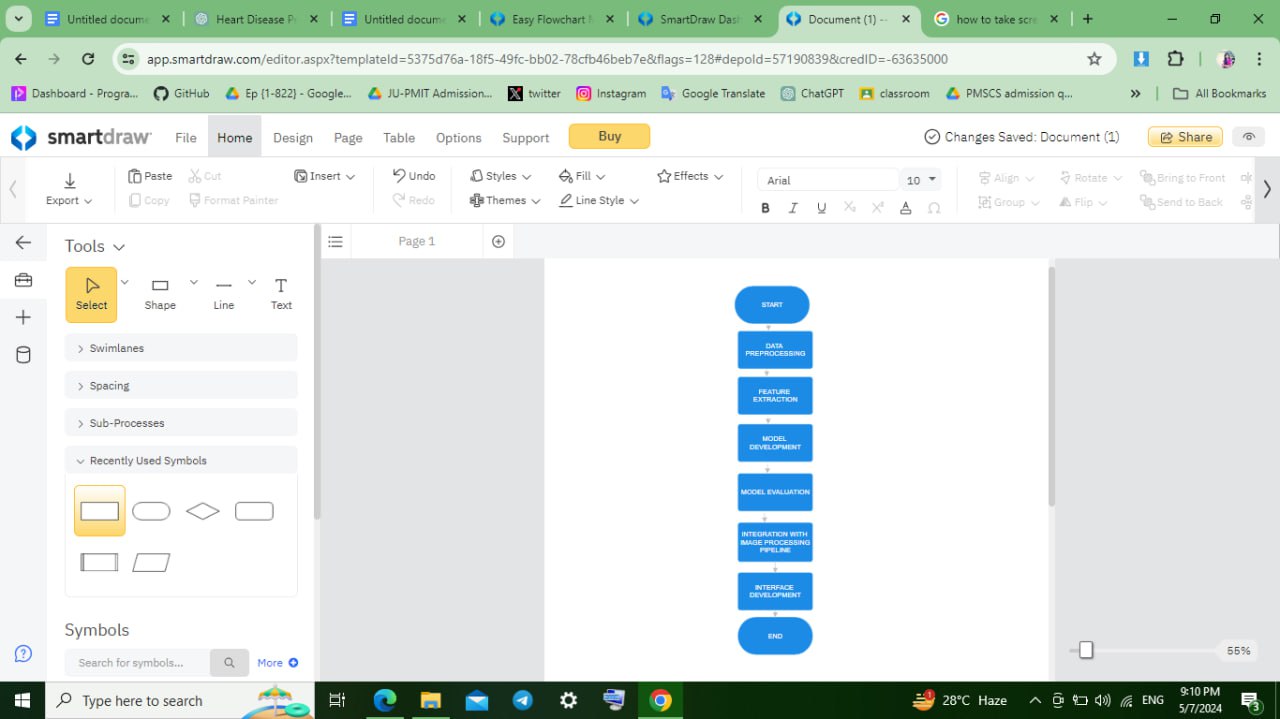 Untitled docum
Heart Disease P
Untitled docume
Easy Flowchart M
SmartDraw Dash
Document (1) --
how to take scre
app.smartdraw.com/editor.aspx?templateId=5375d76a-18f5-49fc-bb02-78cfb46beb7e&flags=128#depoId=57190839&credID=-63635000
Dashboard - Progra...
GitHub
Ep {1-822} - Google...
JU-PMIT Admission...
twitter
Instagram
Google Translate
ChatGPT
classroom
PMSCS admission q...
All Bookmarks
smartdraw
File
Home
Design
Page
Table
Options
Support
Buy
Changes Saved: Document (1)
Share
Export
Paste
Cut
Copy
Format Painter
Insert
Undo
Redo
Styles
Fill
Themes
Line Style
Effects
Arial
10
B I U X₂ X² A Ω
Align
Rotate
Bring to Front
Group
Flip
Send to Back
Tools
Page 1
Select
Shape
Line
Text
Swimlanes
Spacing
Sub-Processes
Recently Used Symbols
Symbols
Search for symbols...
More
START
DATA
PREPROCESSING
FEATURE
EXTRACTION
MODEL
DEVELOPMENT
MODEL EVALUATION
INTEGRATION WITH
IMAGE PROCESSING
PIPELINE
INTERFACE
DEVELOPMENT
END
55%
Type here to search
1
28°C Haze
ENG
9:10 PM
5/7/2024
3